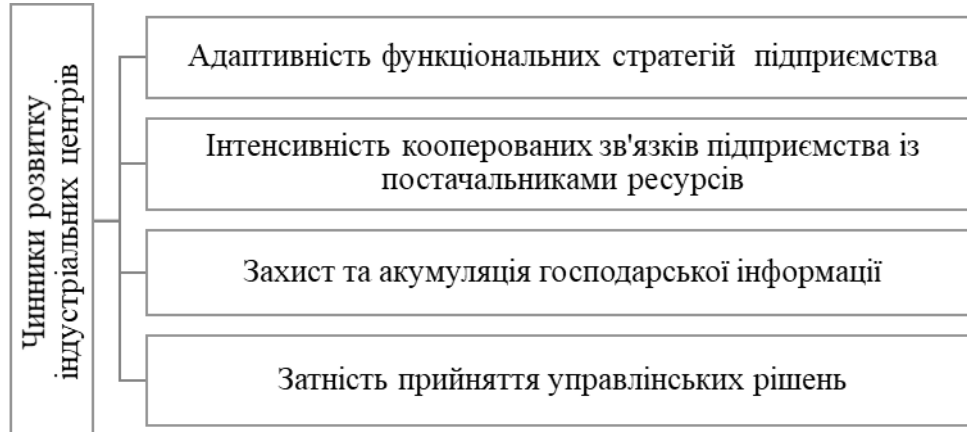 Чинники розвитку
індустріальних центрів
Адаптивність функціональних стратегій підприємства
Інтенсивність кооперованих зв'язків підприємства із
постачальниками ресурсів
Захист та акумуляція господарської інформації
Затність прийняття управлінських рішень